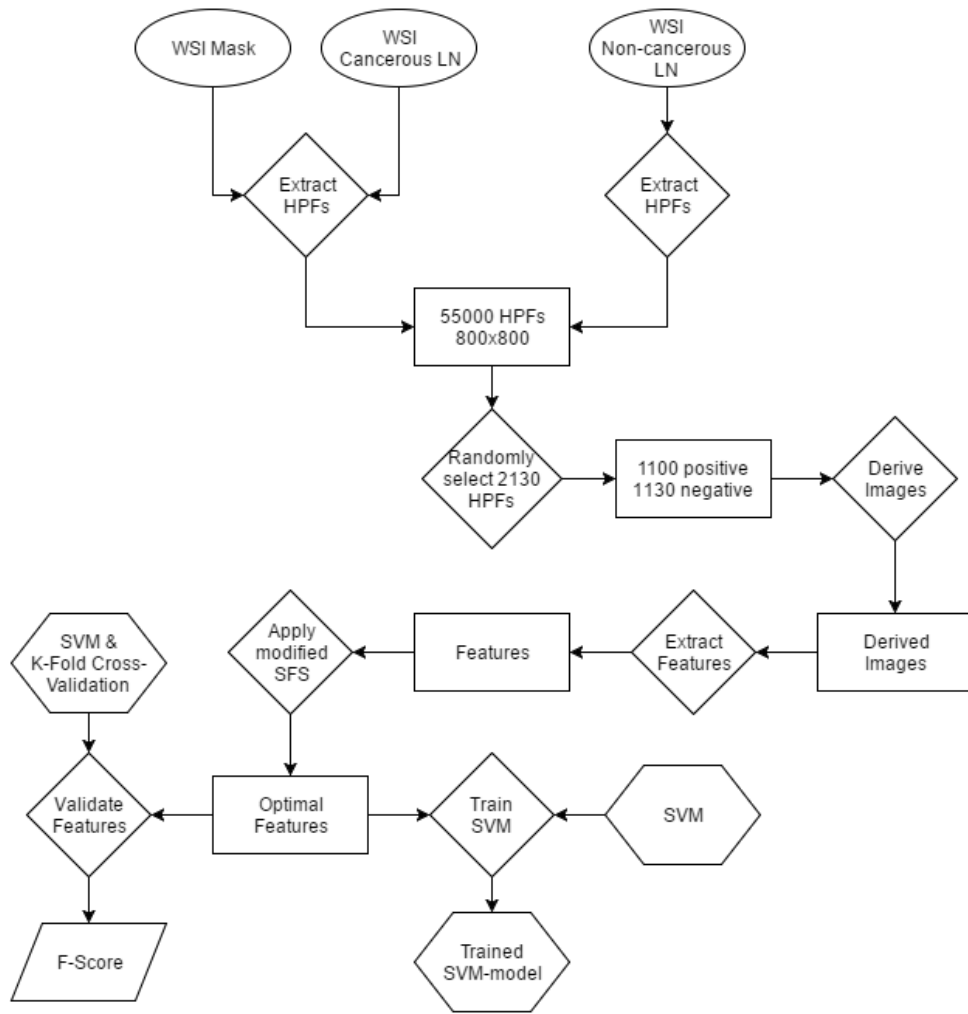 WSI Mask
WSI
Cancerous LN
WSI
Non-cancerous
LN
Extract
HPFs
Extract
HPFs
55000 HPFs
800x800
Randomly
select 2130
HPFs
1100 positive
1130 negative
Derive
Images
SVM &
K-Fold Cross-
Validation
Apply
modified
SFS
Features
Extract
Features
Derived
Images
Validate
Features
Optimal
Features
Train
SVM
SVM
F-Score
Trained
SVM-model